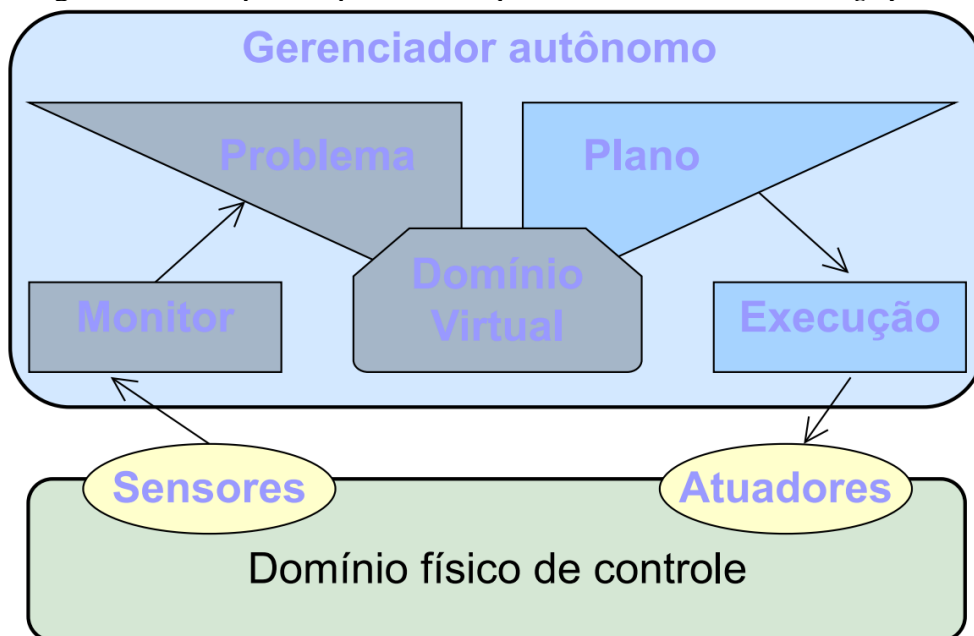 Gerenciador autônomo
Problema
Plano
Domínio
Virtual
Monitor
Execução
Sensores
Atuadores
Domínio físico de controle